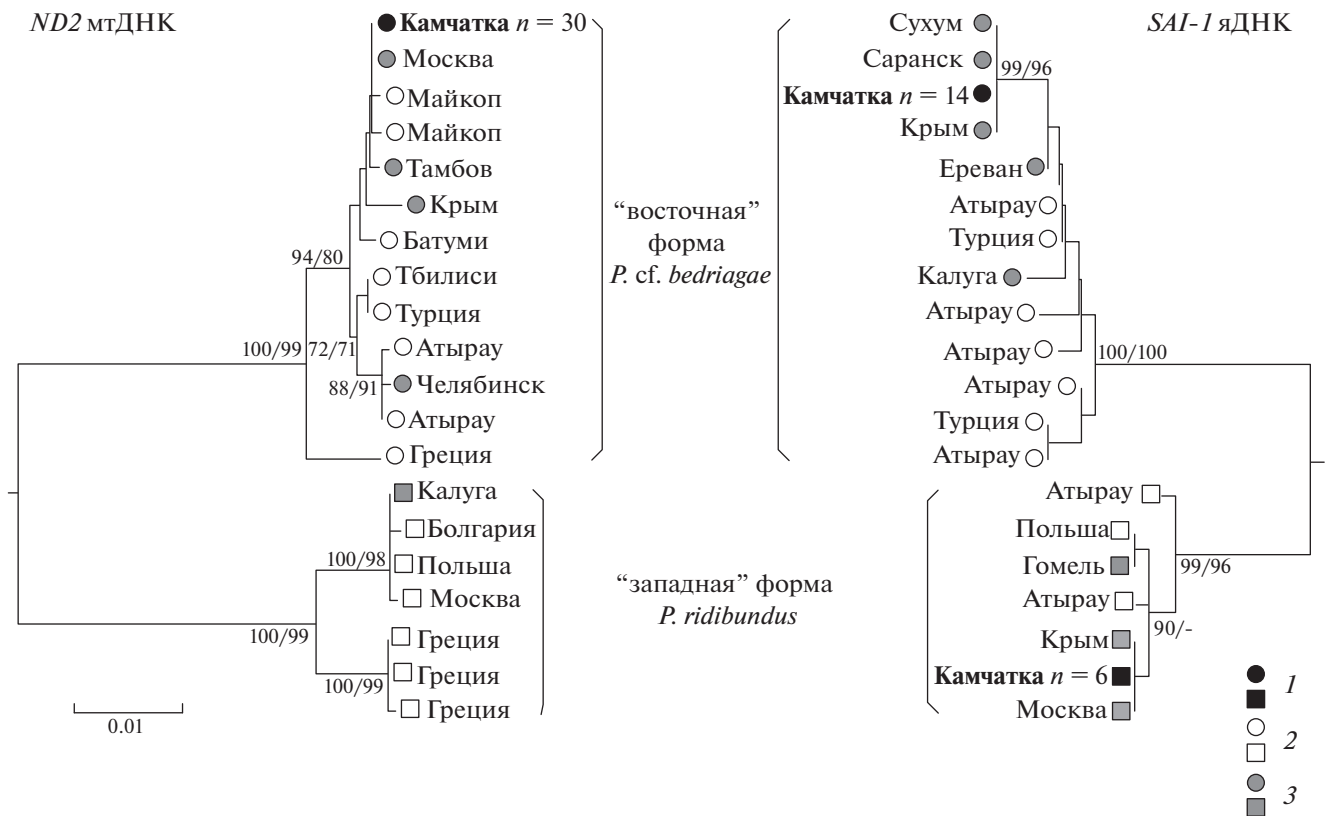 ND2 мтДНК
Камчатка n = 30
Москва
Майкоп
Майкоп
Тамбов
Крым
Батуми
94/80
Тбилиси
Турция
100/99
72/71
Атырау
88/91
Челябинск
Атырау
Греция
Калуга
Болгария
100/98
Польша
Москва
100/99
Греция
100/99
Греция
Греция
0.01
“восточная”
форма
P. cf. bedriagae
“западная” форма
P. ridibundus
SAI-1 яДНК
Сухум
Саранск
99/96
Камчатка n = 14
Крым
Ереван
Атырау
Турция
Калуга
Атырау
Атырау
100/100
Атырау
Турция
Атырау
Атырау
Польша
Гомель
99/96
Атырау
90/-
Крым
Камчатка n = 6
Москва
1
2
3